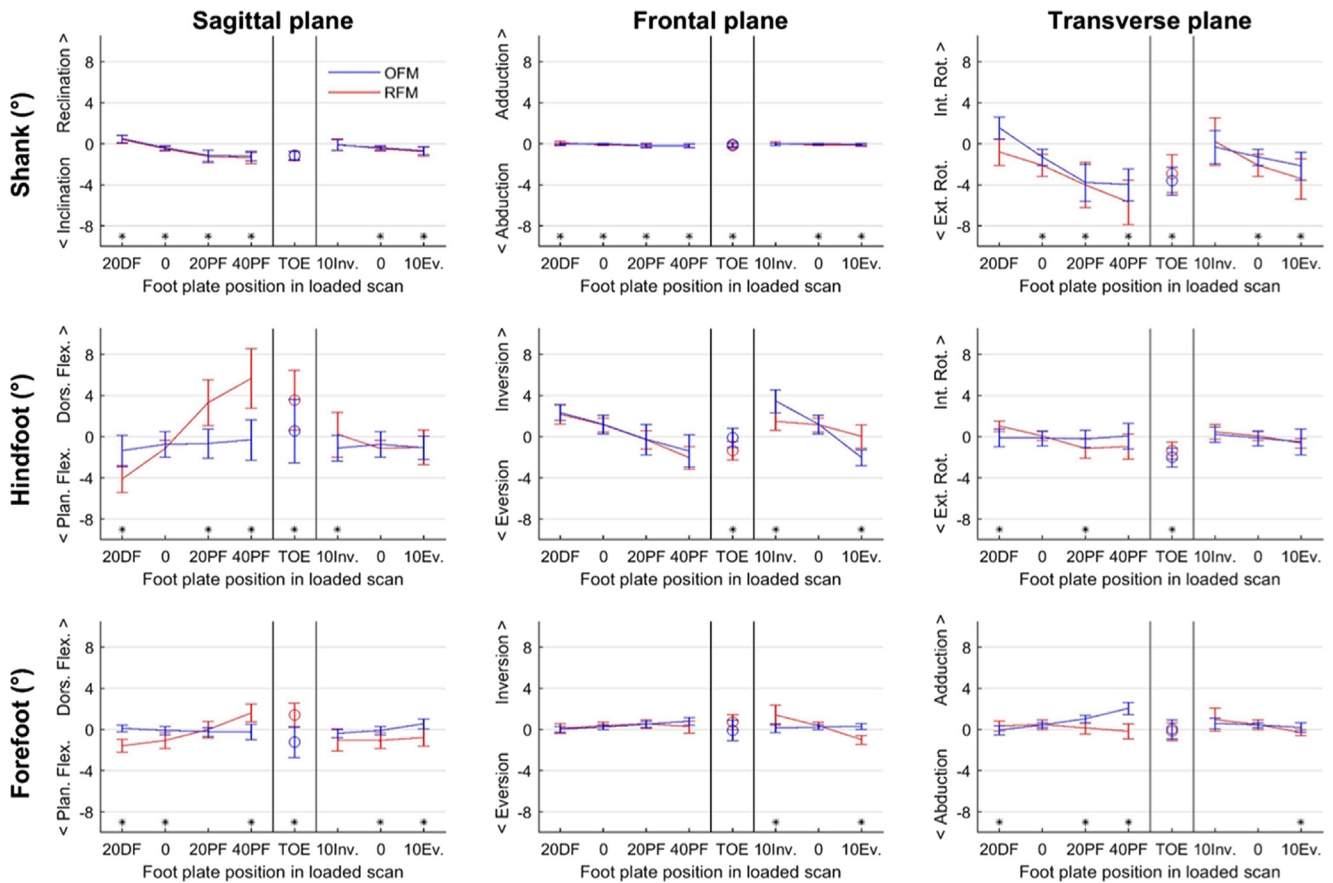 Sagittal plane
Frontal plane
Transverse plane
Shank (°)
< Inclination Reclination >
8
4
0
-4
-8
OFM
RFM
* * * * * * *
20DF 0 20PF 40PF TOE 10Inv. 0 10Ev.
Foot plate position in loaded scan
< Abduction Adduction >
8
4
0
-4
-8
* * * * * * *
20DF 0 20PF 40PF TOE 10Inv. 0 10Ev.
Foot plate position in loaded scan
< Ext. Rot. Int. Rot. >
8
4
0
-4
-8
* * * * * *
20DF 0 20PF 40PF TOE 10Inv. 0 10Ev.
Foot plate position in loaded scan
Hindfoot (°)
< Plan. Flex. Dors. Flex. >
8
4
0
-4
-8
* * * * *
20DF 0 20PF 40PF TOE 10Inv. 0 10Ev.
Foot plate position in loaded scan
< Eversion Inversion >
8
4
0
-4
-8
* *
20DF 0 20PF 40PF TOE 10Inv. 0 10Ev.
Foot plate position in loaded scan
< Ext. Rot. Int. Rot. >
8
4
0
-4
-8
* * *
20DF 0 20PF 40PF TOE 10Inv. 0 10Ev.
Foot plate position in loaded scan
Forefoot (°)
< Plan. Flex. Dors. Flex. >
8
4
0
-4
-8
* * * * * *
20DF 0 20PF 40PF TOE 10Inv. 0 10Ev.
Foot plate position in loaded scan
< Eversion Inversion >
8
4
0
-4
-8
* *
20DF 0 20PF 40PF TOE 10Inv. 0 10Ev.
Foot plate position in loaded scan
< Abduction Adduction >
8
4
0
-4
-8
* * * *
20DF 0 20PF 40PF TOE 10Inv. 0 10Ev.
Foot plate position in loaded scan